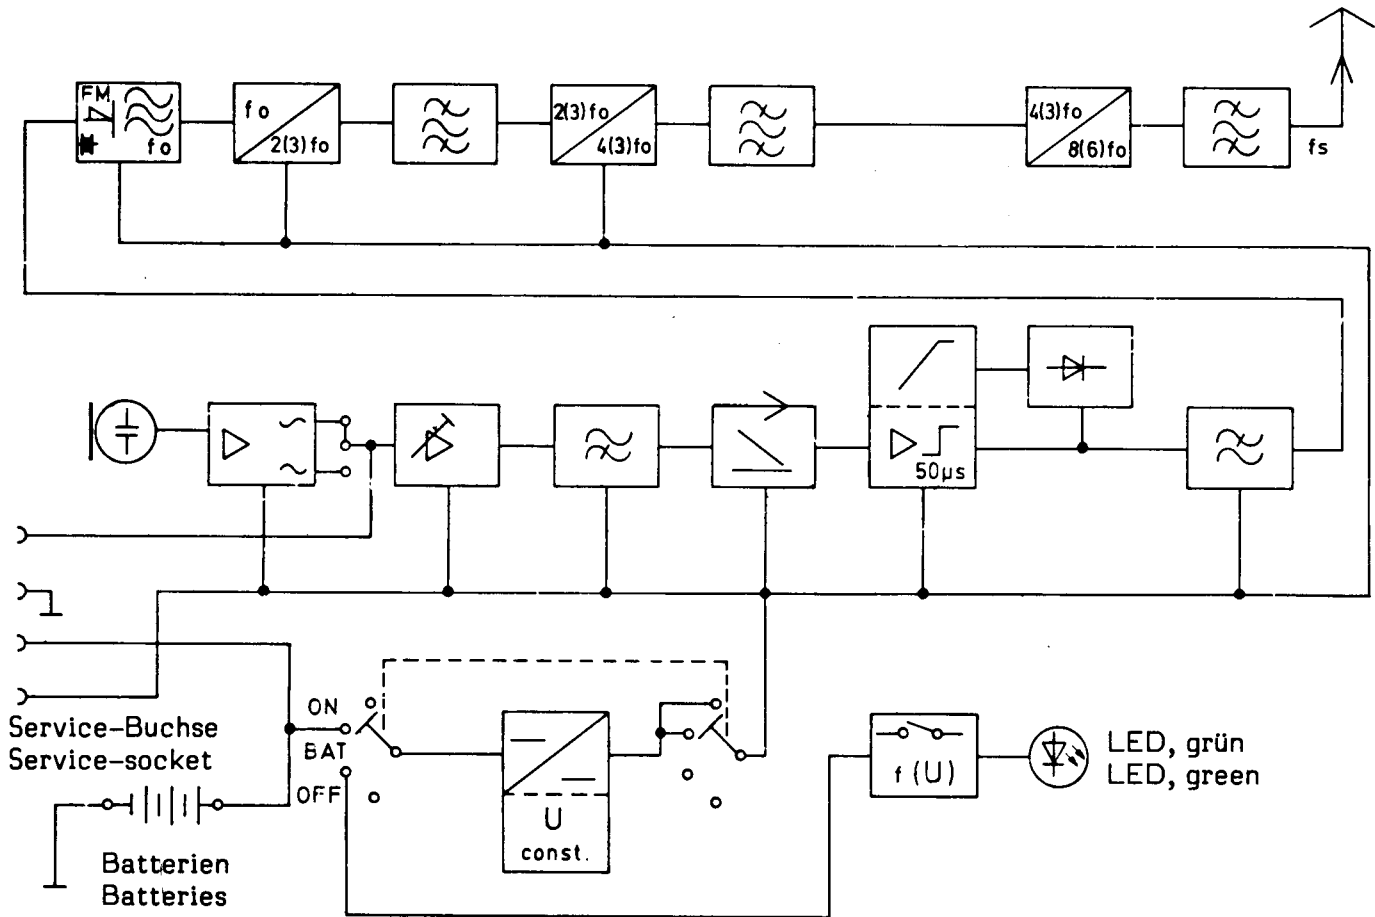 FM
fo
fo
2(3)fo
2(3)fo
4(3)fo
4(3)fo
8(6)fo
fs
50µs
Service-Buchse
Service-socket
ON
BAT
OFF
U
const.
f (U)
LED, grün
LED, green
Batterien
Batteries